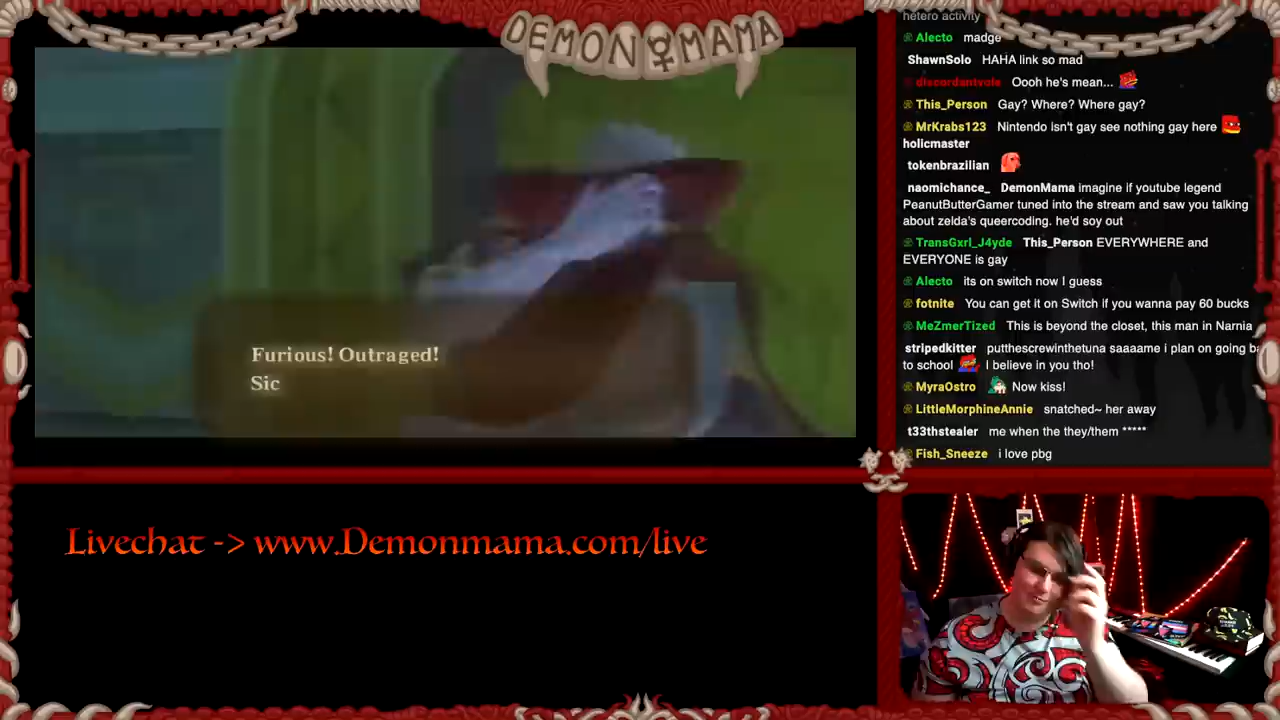 DEMON MAMA
Furious! Outraged!
Sic
Livechat -> www.Demonmama.com/live
hetero activity
Alecto madge
ShawnSolo HAHA link so mad
discordantvote Oooh he's mean...
This_Person Gay? Where? Where gay?
MrKrabs123 Nintendo isn't gay see nothing gay here
holicmaster
tokenbrazilian
naomichance_ DemonMama imagine if youtube legend
PeanutButterGamer tuned into the stream and saw you talking
about zelda's queercoding. he'd soy out
TransGxrl_J4yde This_Person EVERYWHERE and
EVERYONE is gay
Alecto its on switch now I guess
fotnite You can get it on Switch if you wanna pay 60 bucks
MeZmerTized This is beyond the closet, this man in Narnia
stripedkitter putthescrewinthetuna saaaame i plan on going ba
to school I believe in you tho!
MyraOstro Now kiss!
LittleMorphineAnnie snatched~ her away
t33thstealer me when the they/them *****
Fish_Sneeze i love pbg